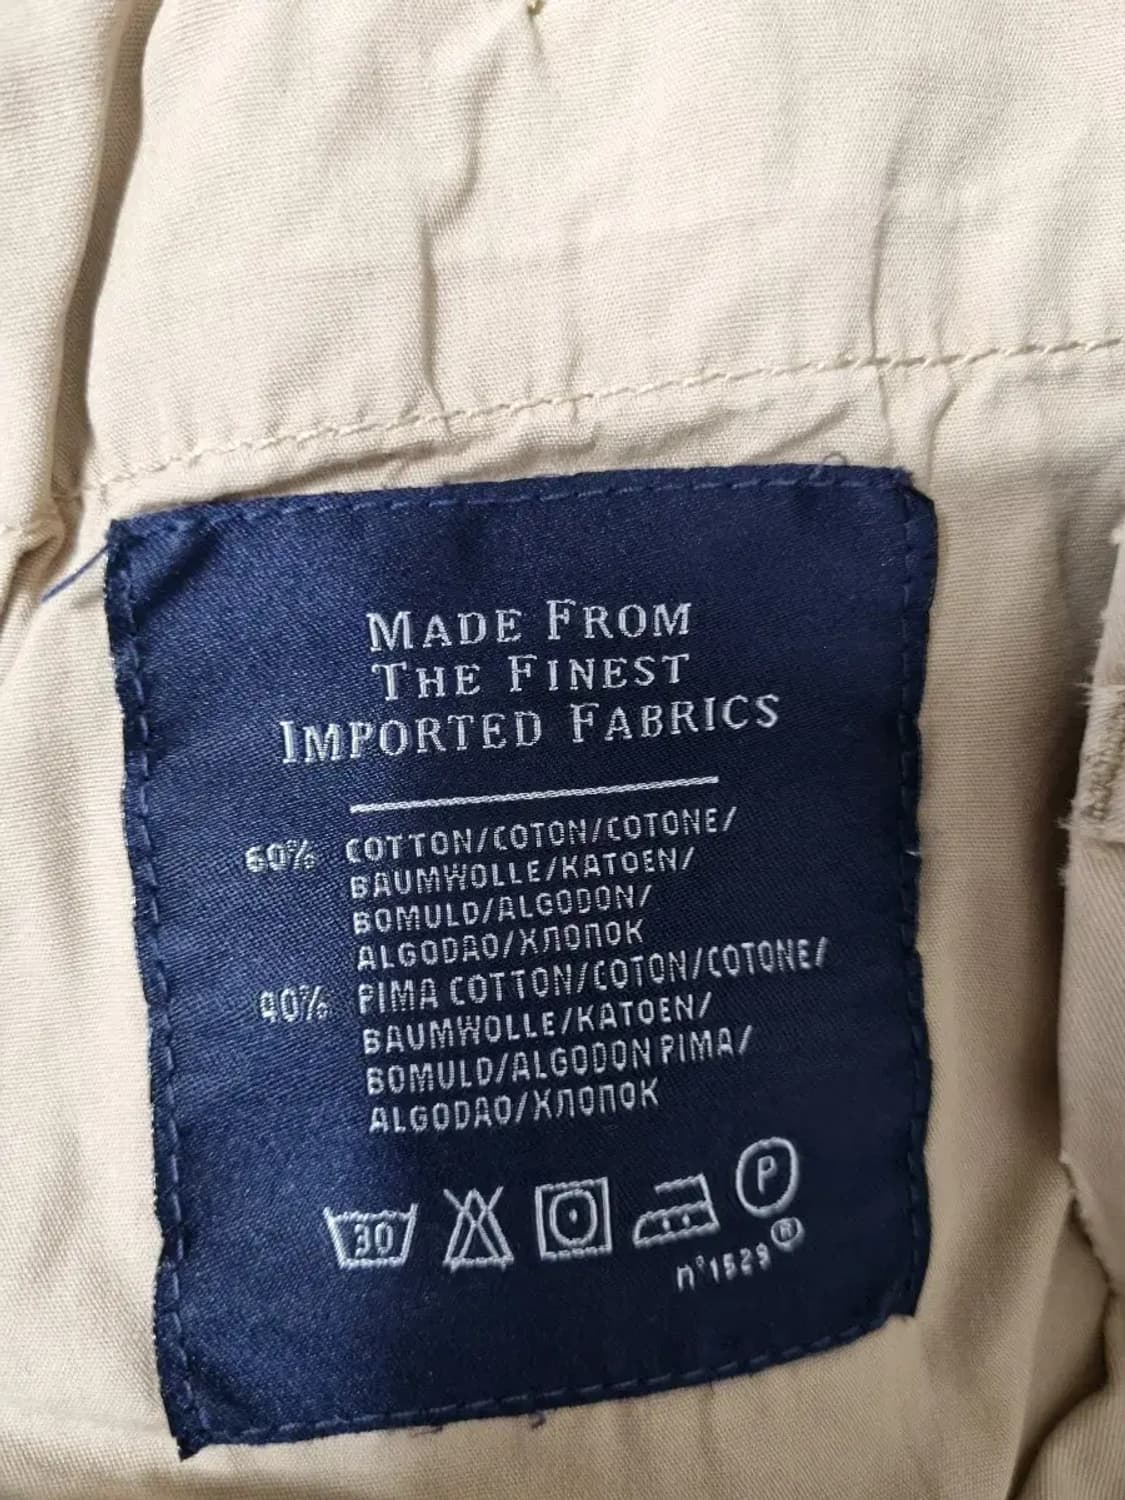 MADE FROM
THE FINEST
IMPORTED FABRICS
60% COTTON/COTON/COTONE/
BAUMWOLLE/KATOEN/
BOMULD/ALGODON/
ALGODAO/ХЛОПОК
40% PIMA COTTON/COTON/COTONE/
BAUMWOLLE/KATOEN/
BOMULD/ALGODON PIMA/
ALGODAO/ХЛОПОК
30 P
n°1529 ®